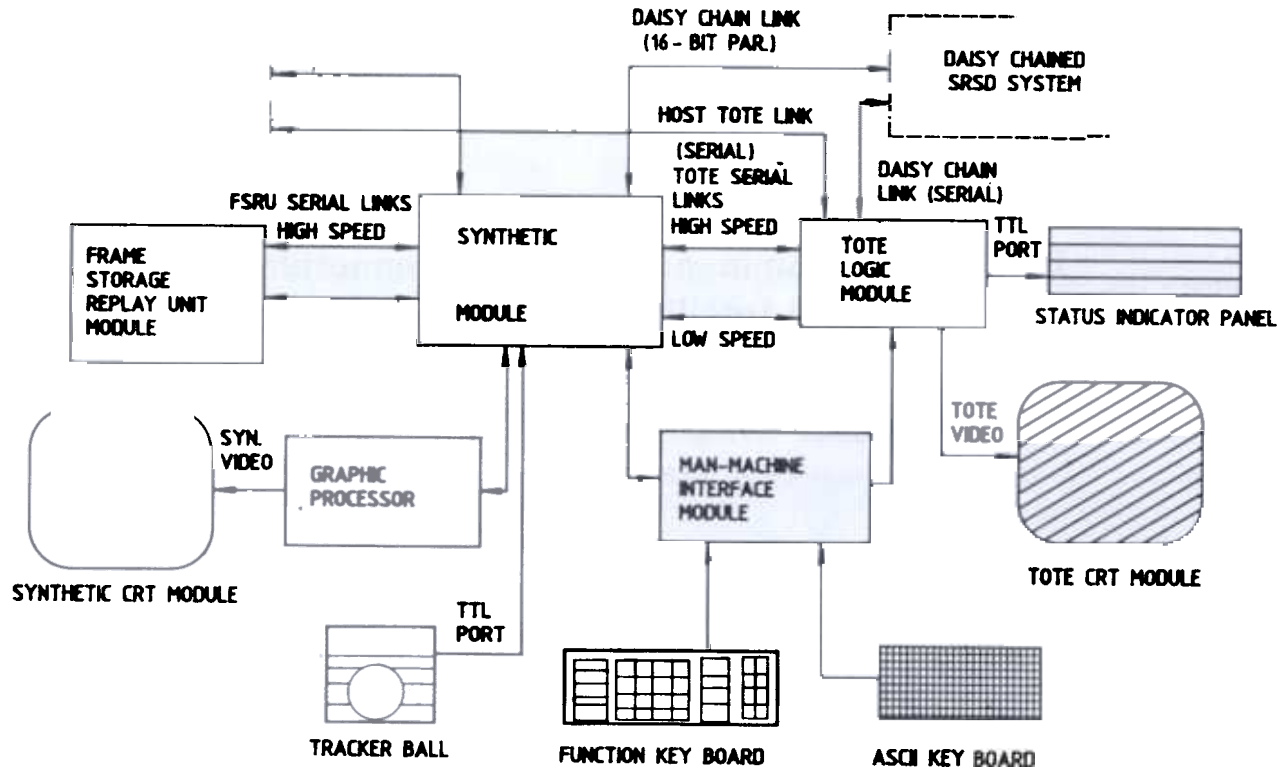 DAISY CHAIN LINK
(16 - BIT PAR.)
DAISY CHAINED
SRSD SYSTEM
HOST TOTE LINK
(SERIAL)
TOTE SERIAL
LINKS
HIGH SPEED
DAISY CHAIN
LINK (SERIAL)
FSRU SERIAL LINKS
HIGH SPEED
FRAME
STORAGE
REPLAY UNIT
MODULE
SYNTHETIC
MODULE
TOTE
LOGIC
MODULE
TTL
PORT
STATUS INDICATOR PANEL
LOW SPEED
SYN.
VIDEO
GRAPHIC
PROCESSOR
MAN-MACHINE
INTERFACE
MODULE
TOTE
VIDEO
SYNTHETIC CRT MODULE
TOTE CRT MODULE
TTL
PORT
TRACKER BALL
FUNCTION KEY BOARD
ASCII KEY BOARD